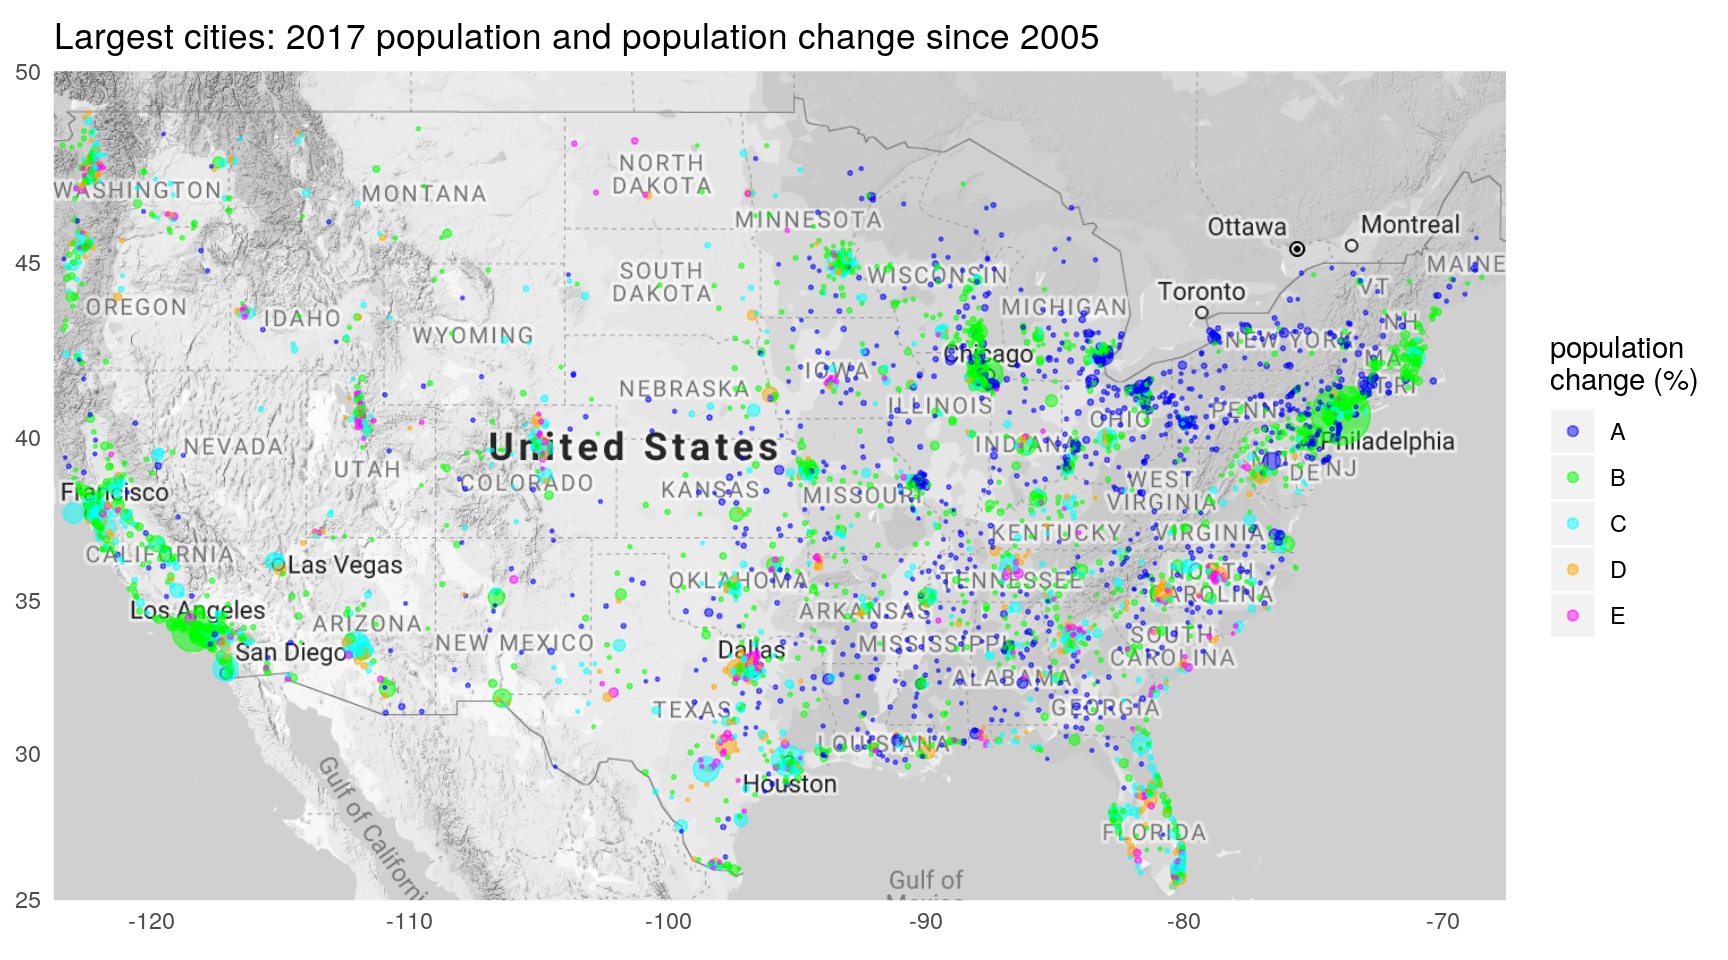 Largest cities: 2017 population and population change since 2005
50
45
40
35
30
25
-120
-110
-100
-90
-80
-70
WASHINGTON
MONTANA
NORTH
DAKOTA
MINNESOTA
Ottawa
Montreal
MAINE
OREGON
IDAHO
WYOMING
SOUTH
DAKOTA
WISCONSIN
MICHIGAN
Toronto
VT
NH
NEW YORK
MA
CT RI
Chicago
IOWA
NEBRASKA
ILLINOIS
INDIANA
OHIO
PENN
Philadelphia
NEVADA
UTAH
United States
COLORADO
KANSAS
MISSOURI
WEST
VIRGINIA
MD
DE
NJ
Francisco
CALIFORNIA
Las Vegas
KENTUCKY
VIRGINIA
OKLAHOMA
TENNESSEE
NORTH
CAROLINA
Los Angeles
ARIZONA
NEW MEXICO
ARKANSAS
MISSISSIPPI
SOUTH
CAROLINA
San Diego
Dallas
ALABAMA
GEORGIA
TEXAS
LOUISIANA
Houston
FLORIDA
Gulf of Californi
Gulf of
Mexico
population
change (%)
A
B
C
D
E